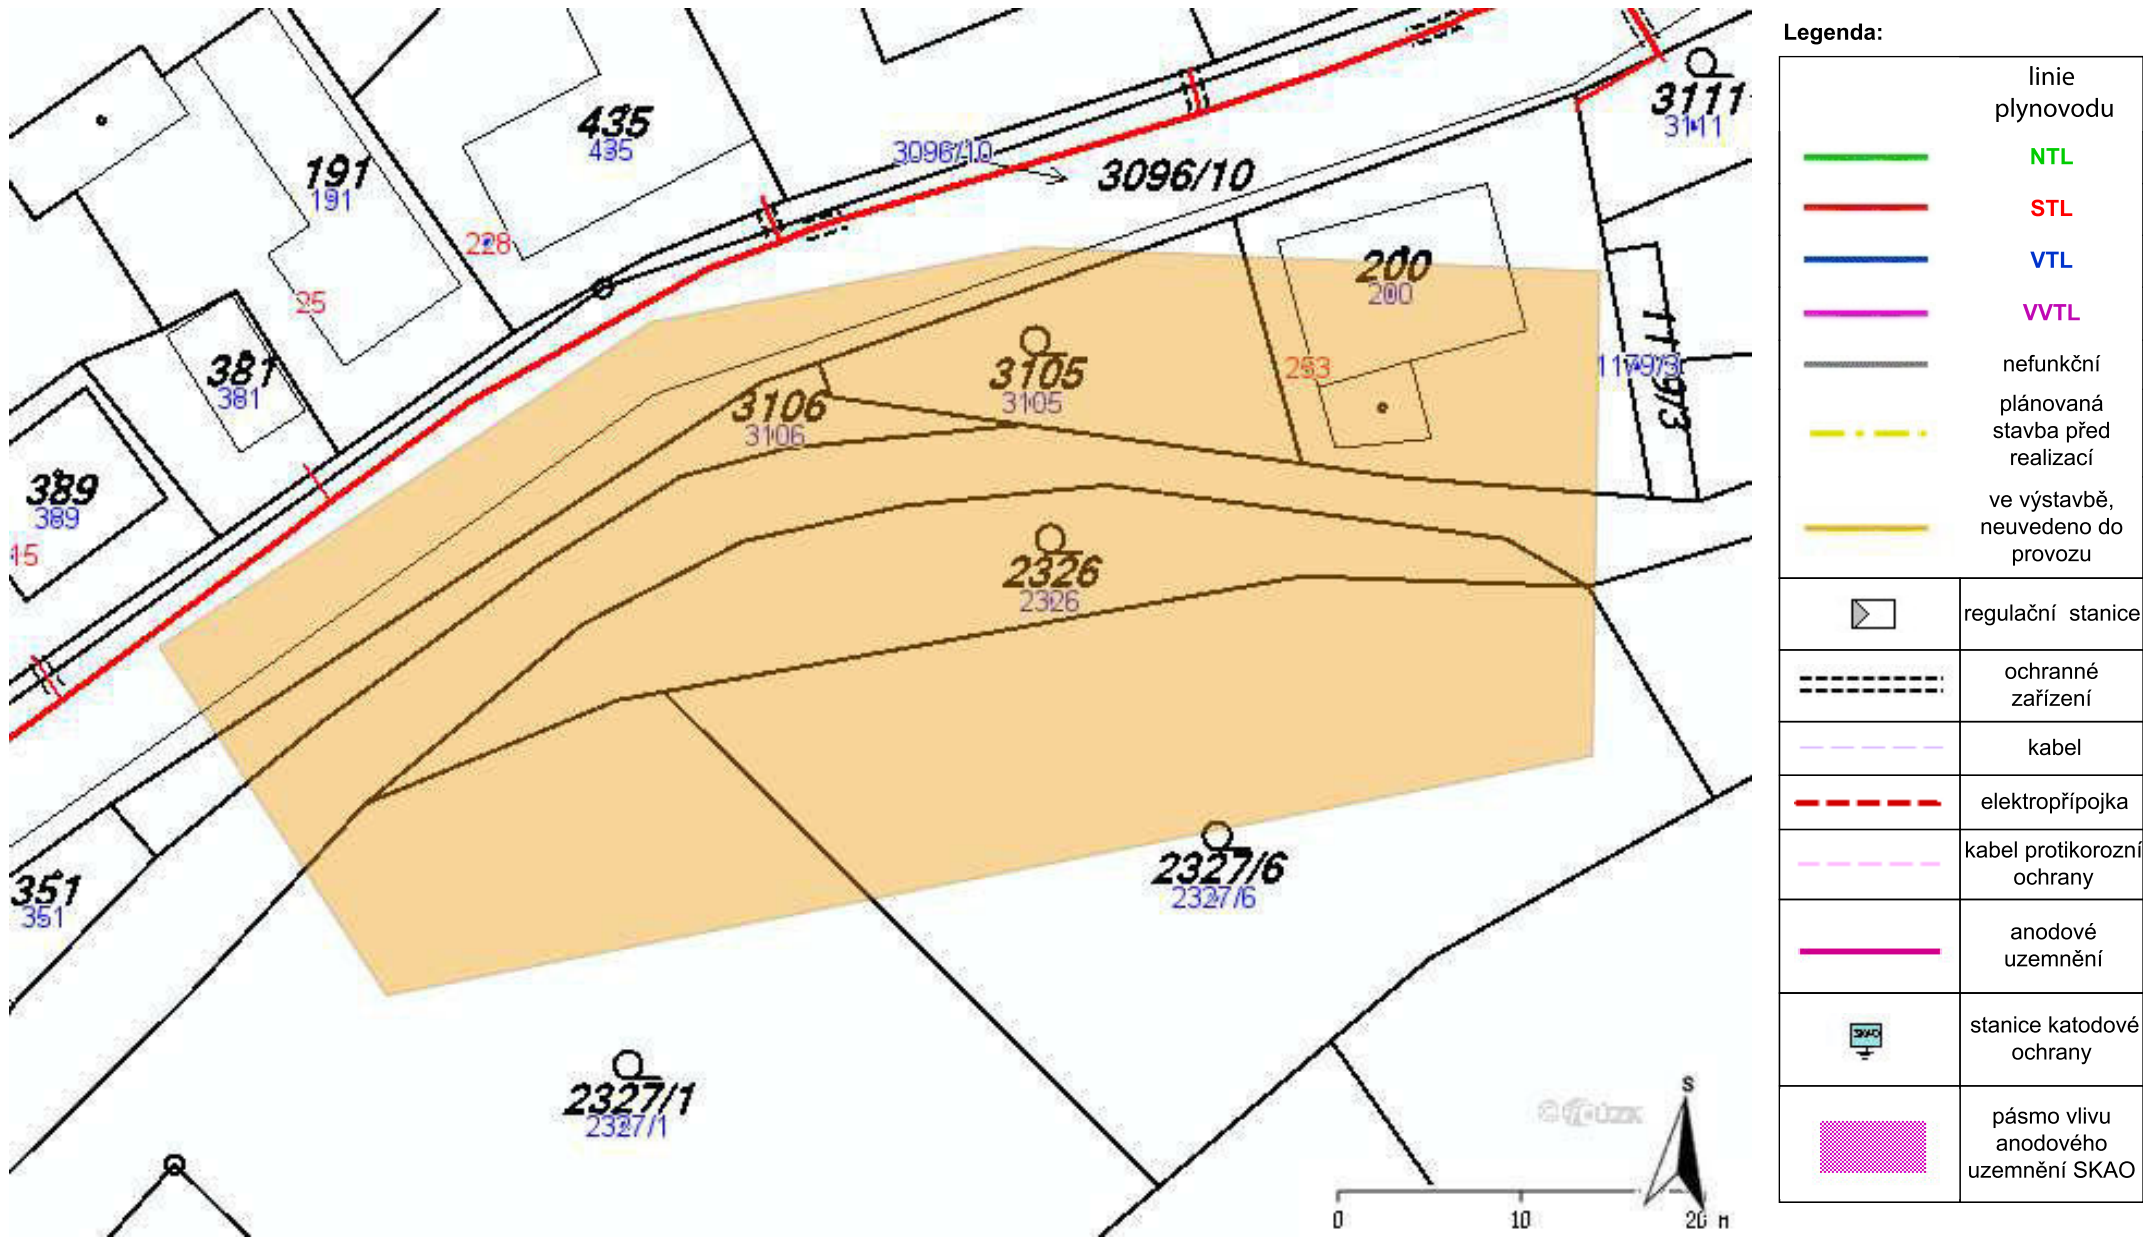 435
435
191
191
228
25
381
381
389
389
15
3096/10
3096/10
3111
3111
200
200
253
1179/3
1179/3
3105
3105
3106
3106
2326
2326
351
351
2327/6
2327/6
2327/1
2327/1
S
0 10 20 M
Legenda:
linie
plynovodu
NTL
STL
VTL
VVTL
nefunkční
plánovaná
stavba před
realizací
ve výstavbě,
neuvedeno do
provozu
regulační stanice
ochranné
zařízení
kabel
elektropřípojka
kabel protikorozní
ochrany
anodové
uzemnění
SKAO
stanice katodové
ochrany
pásmo vlivu
anodového
uzemnění SKAO